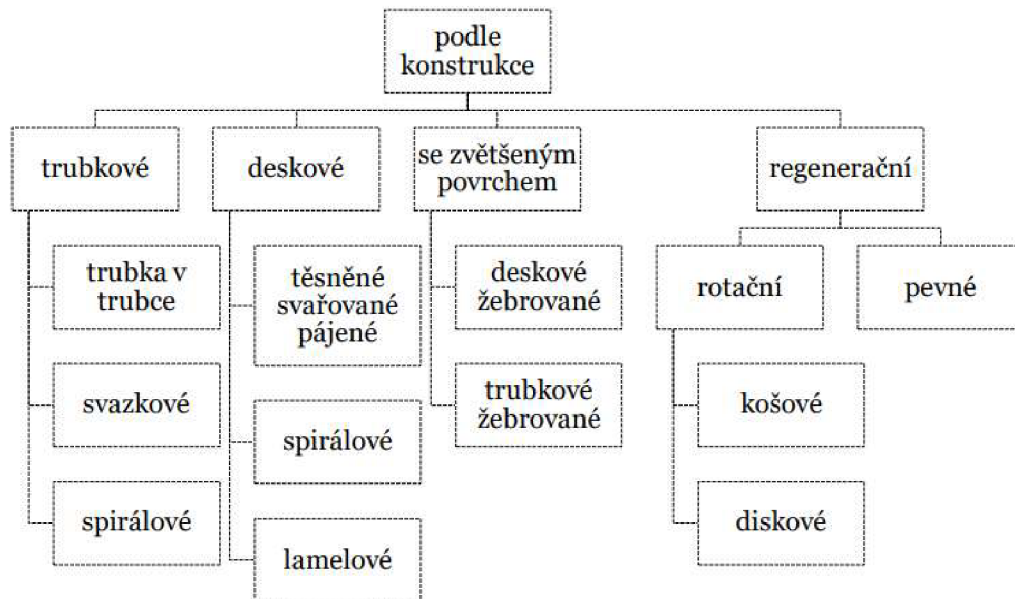 podle
konstrukce
trubkové
deskové
se zvětšeným
povrchem
regenerační
trubka v
trubce
těsněné
svařované
pájené
deskové
žebrované
rotační
pevné
svazkové
spirálové
trubkové
žebrované
košové
spirálové
lamelové
diskové